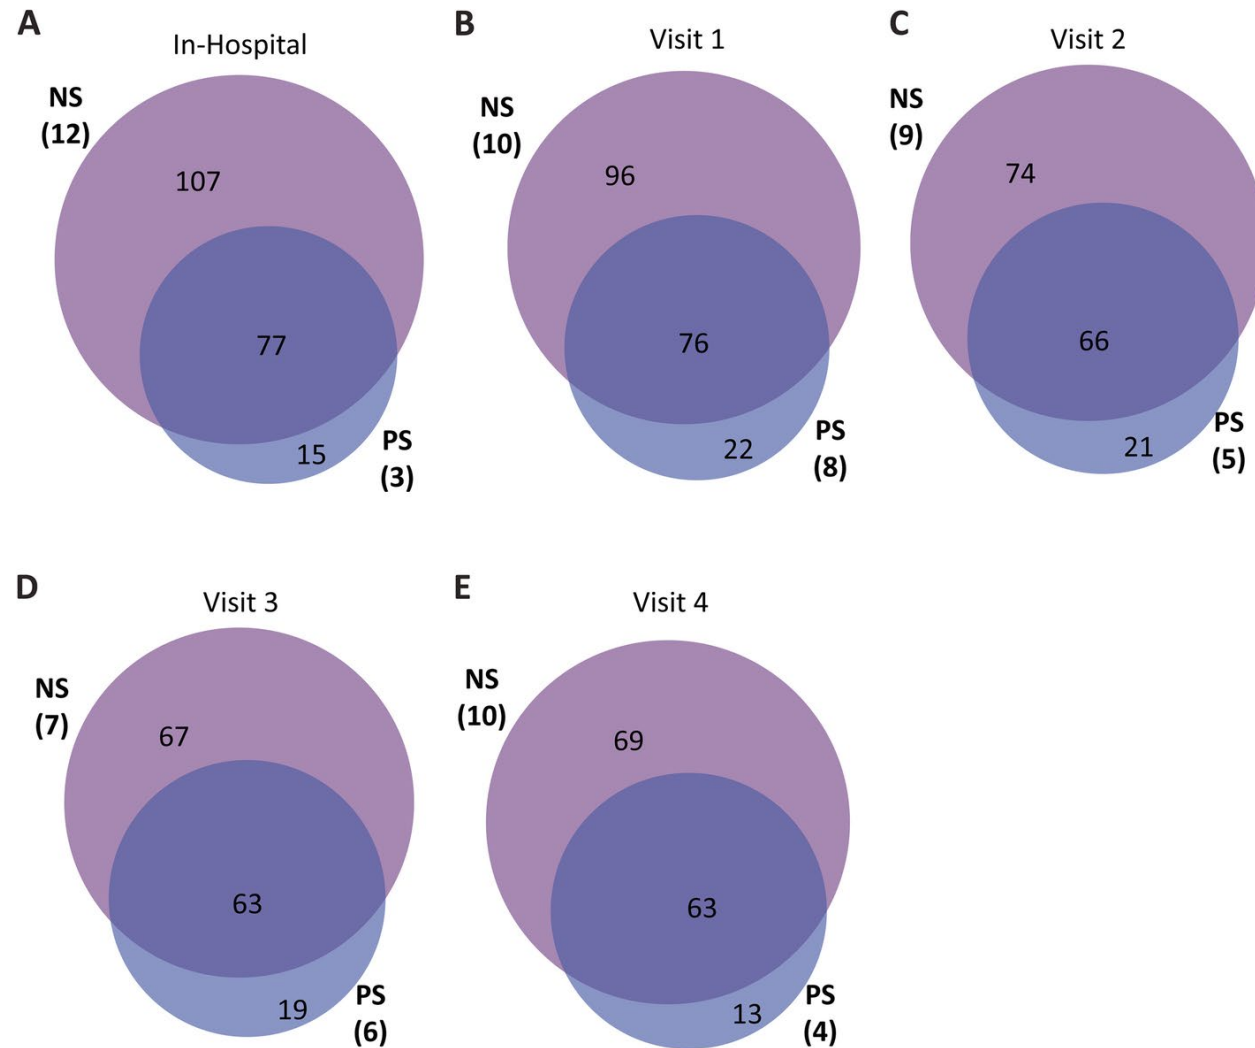 A
In-Hospital
NS
(12)
107
77
15
PS
(3)
B
Visit 1
NS
(10)
96
76
22
PS
(8)
C
Visit 2
NS
(9)
74
66
21
PS
(5)
D
Visit 3
NS
(7)
67
63
19
PS
(6)
E
Visit 4
NS
(10)
69
63
13
PS
(4)